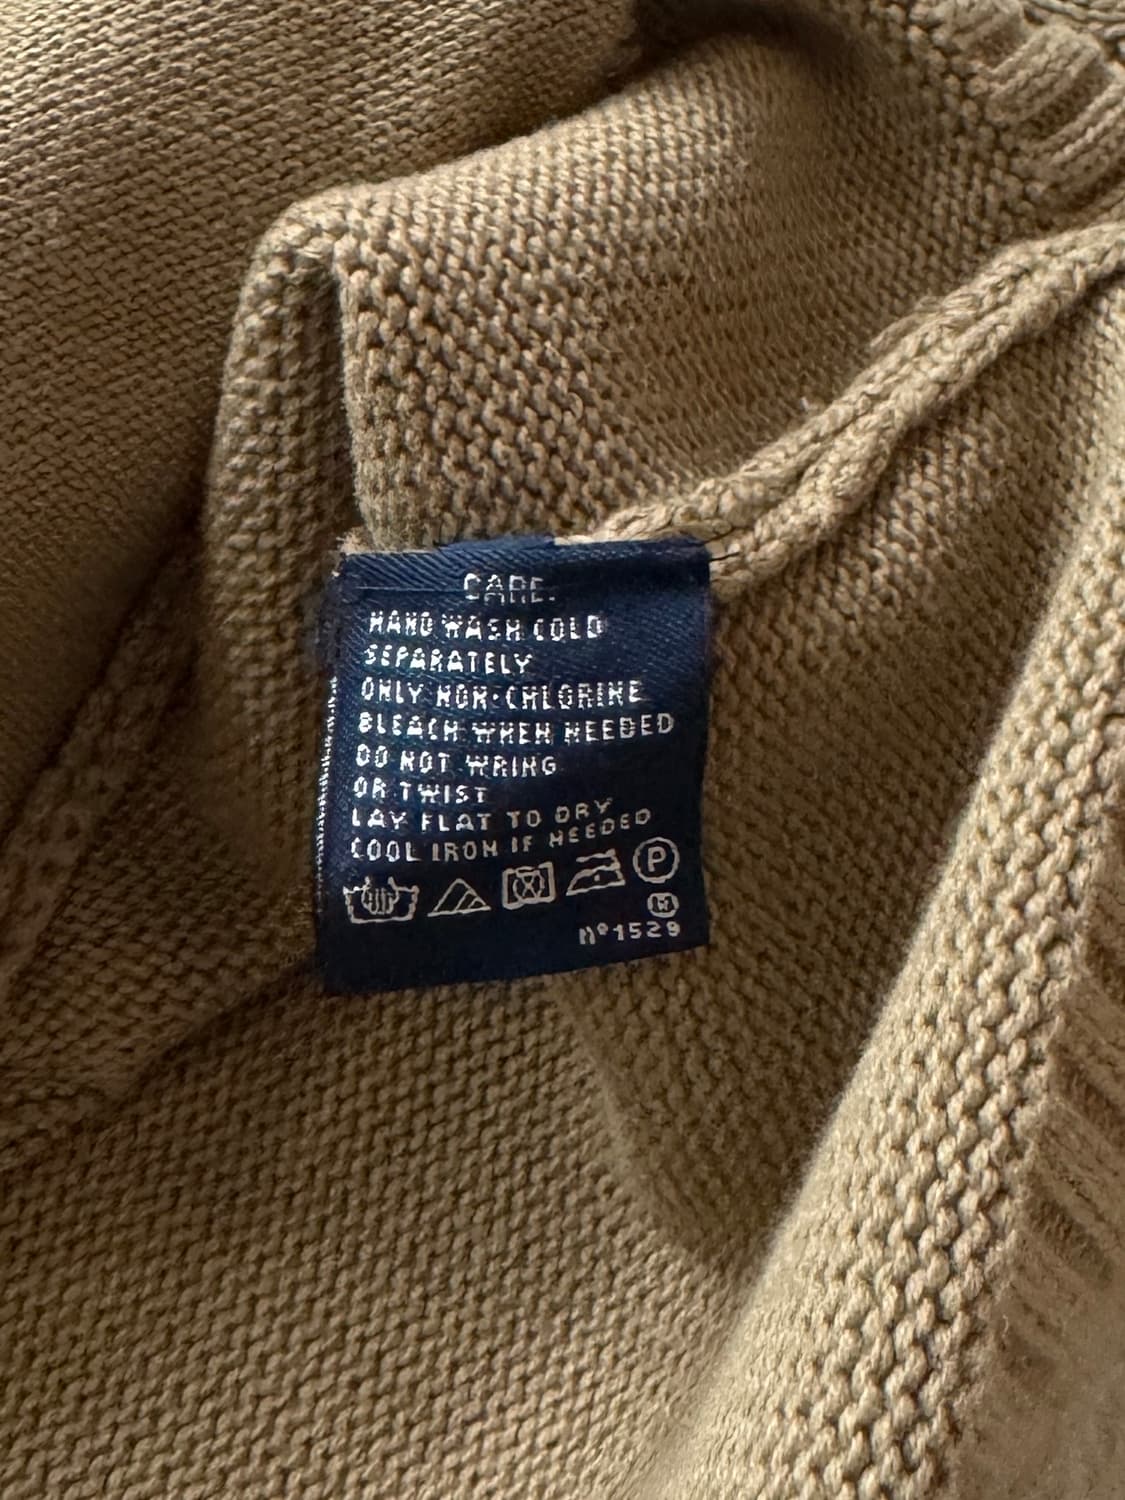 CARE:
HAND WASH COLD
SEPARATELY
ONLY NON-CHLORINE
BLEACH WHEN NEEDED
DO NOT WRING
OR TWIST
LAY FLAT TO DRY
COOL IRON IF NEEDED
P
W
Nº1529